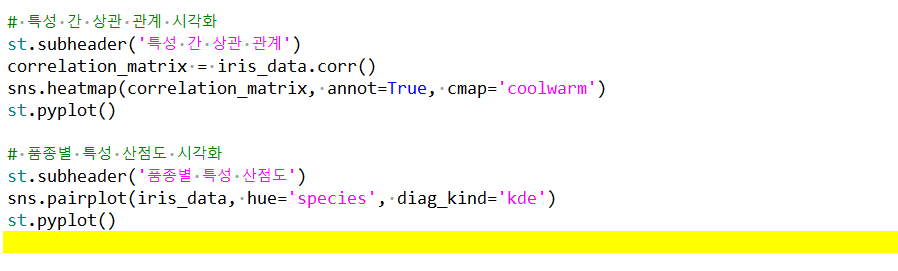 # 특성 간 상관 관계 시각화
st.subheader('특성 간 상관 관계')
correlation_matrix = iris_data.corr()
sns.heatmap(correlation_matrix, annot=True, cmap='coolwarm')
st.pyplot()
# 품종별 특성 산점도 시각화
st.subheader('품종별 특성 산점도')
sns.pairplot(iris_data, hue='species', diag_kind='kde')
st.pyplot()